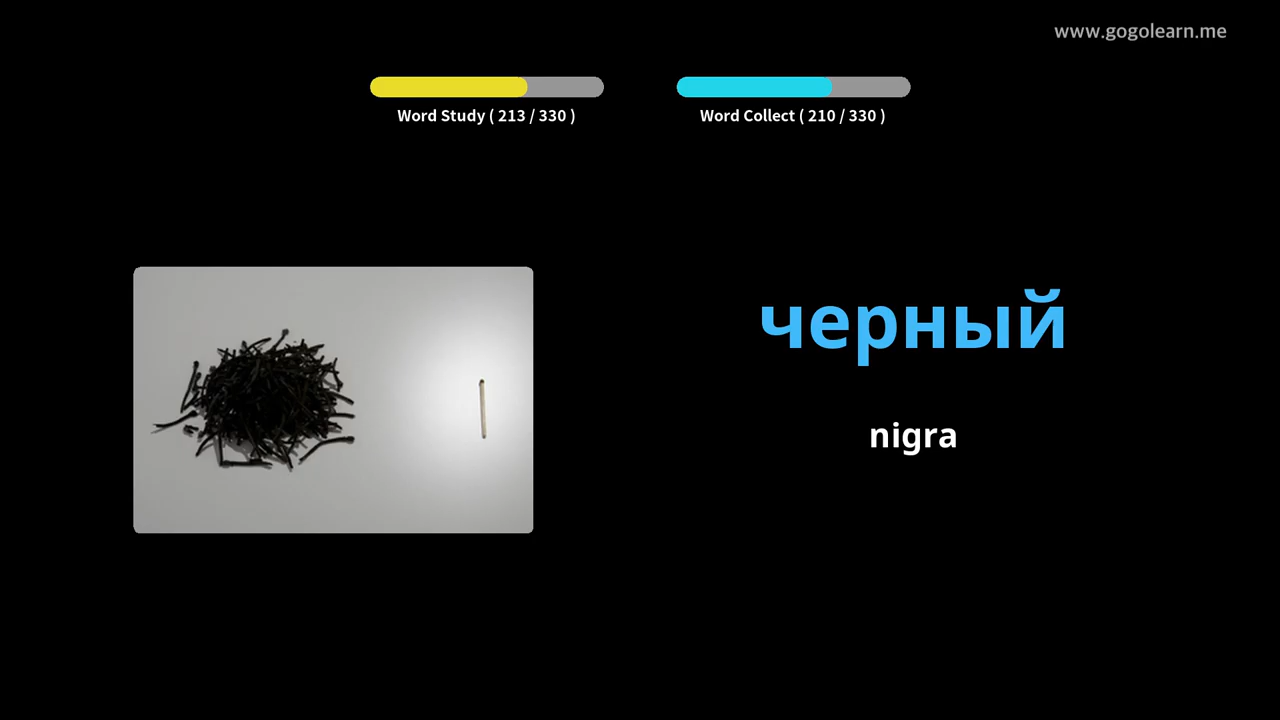 www.gogolearn.me
Word Study ( 213 / 330 )
Word Collect ( 210 / 330 )
черный
nigra